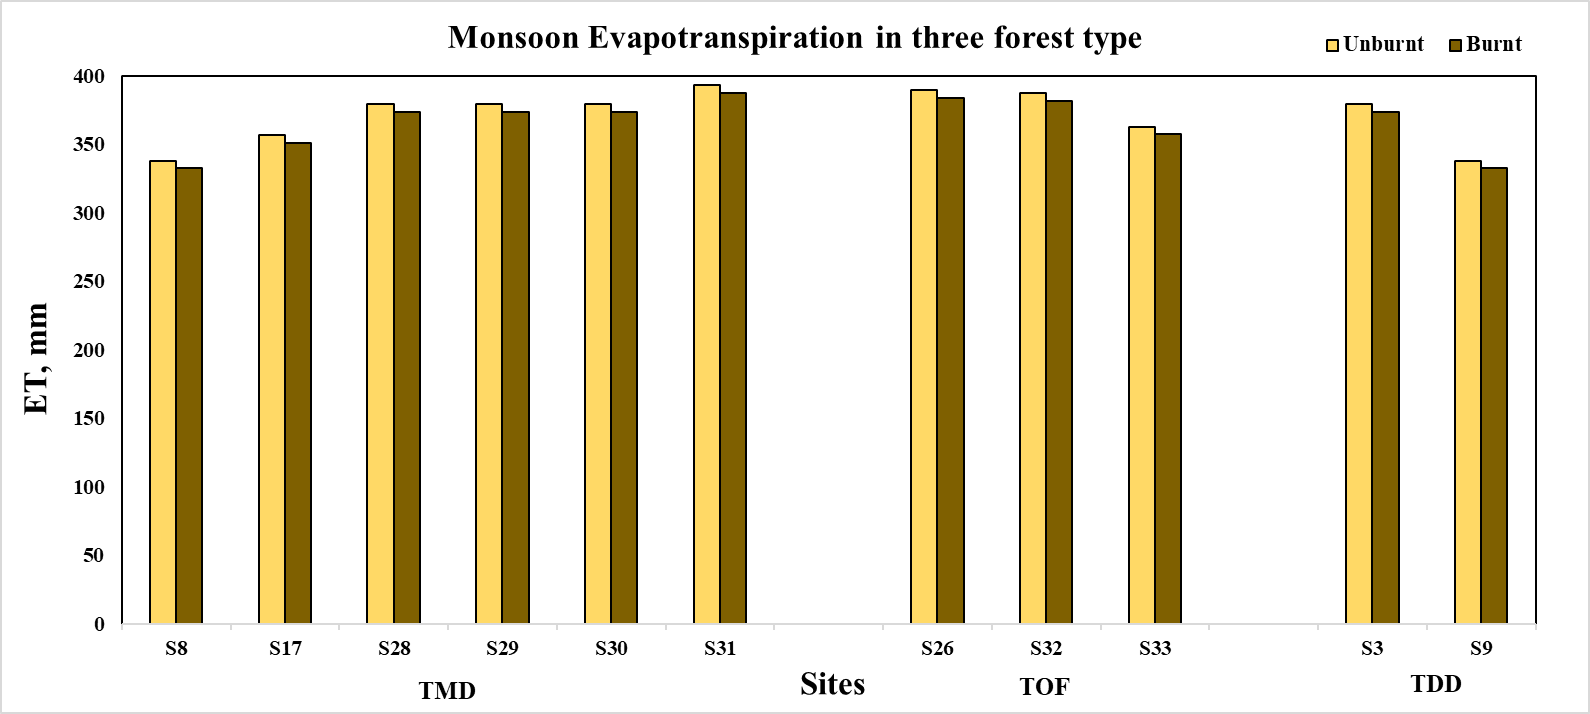 Monsoon Evapotranspiration in three forest type
Unburnt Burnt
400
350
300
250
200
150
100
50
0
ET, mm
S8 S17 S28 S29 S30 S31 S26 S32 S33 S3 S9
TMD Sites TOF TDD